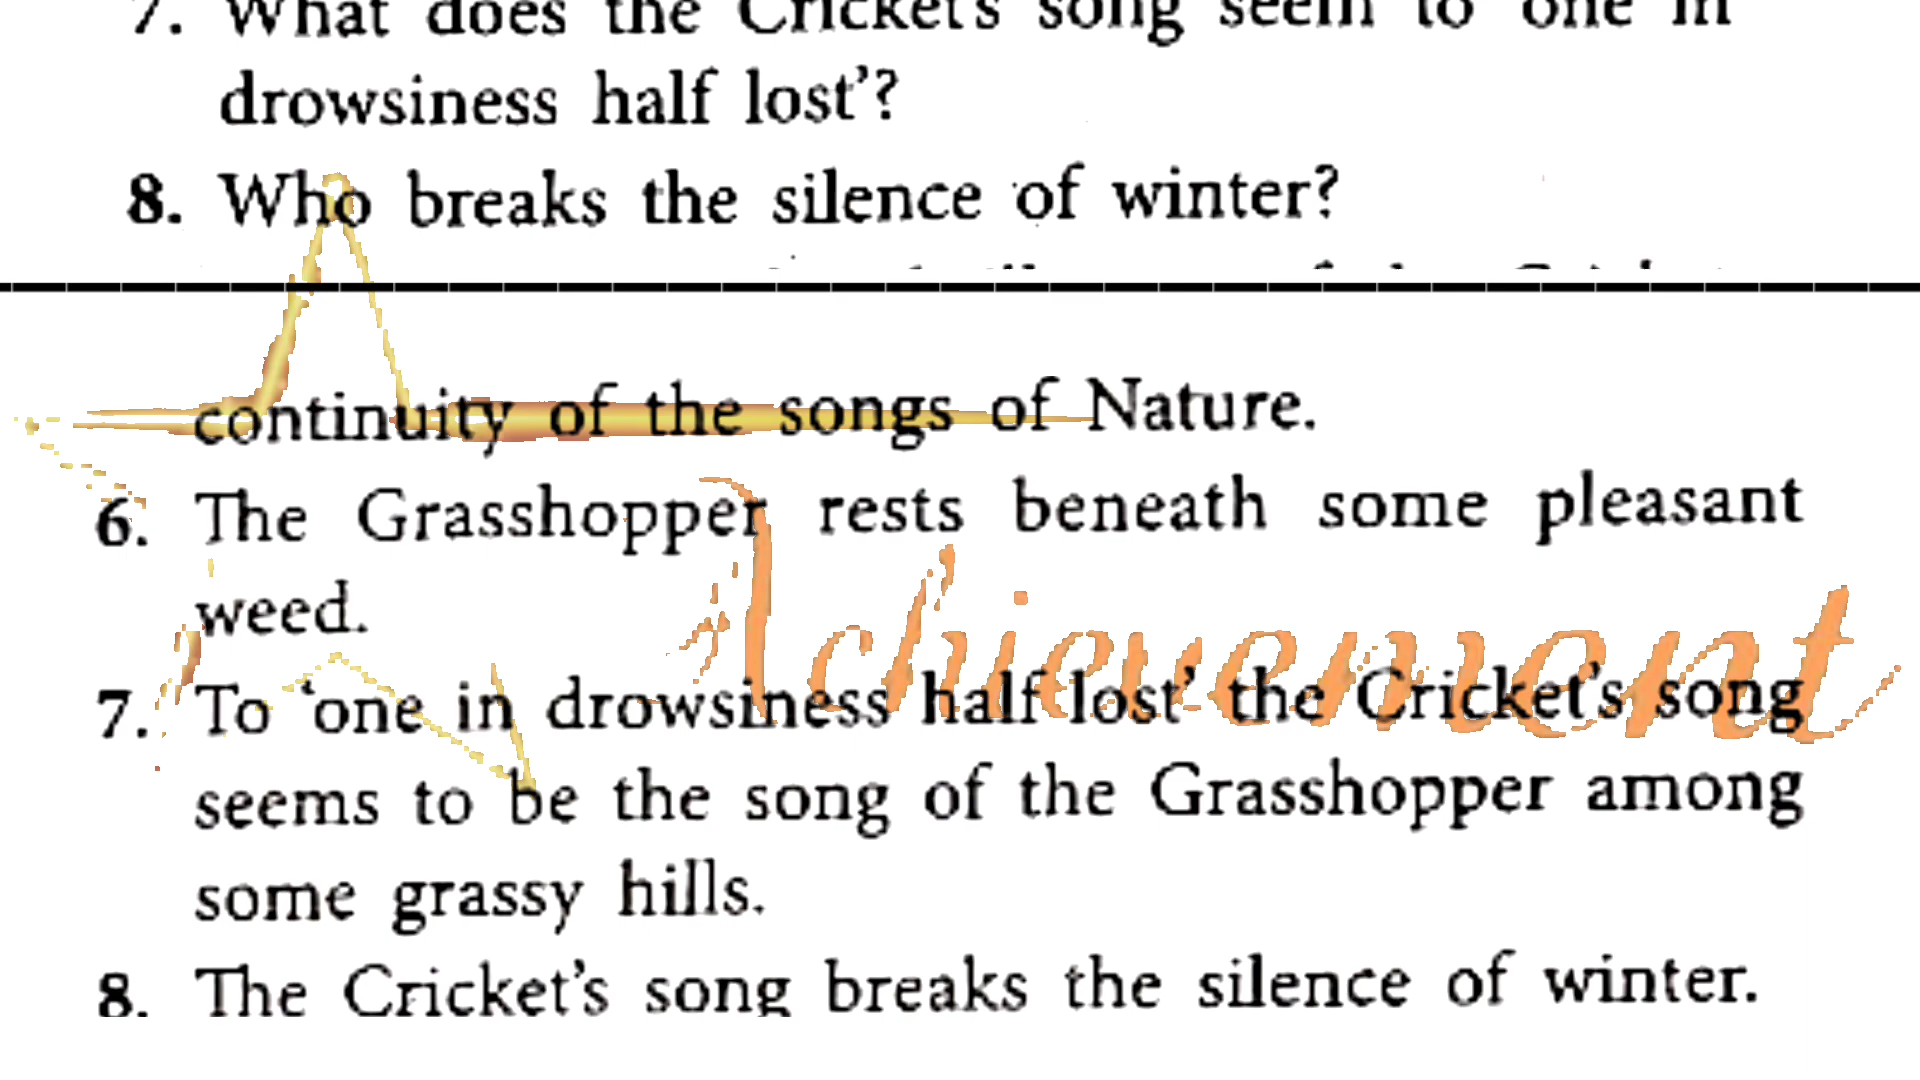 7. What does the Cricket's song seem to 'one in
drowsiness half lost'?
8. Who breaks the silence of winter?
continuity of the songs of Nature.
6. The Grasshopper rests beneath some pleasant
weed.
Achievement
7. To 'one in drowsiness half lost' the Cricket's song
seems to be the song of the Grasshopper among
some grassy hills.
8. The Cricket's song breaks the silence of winter.